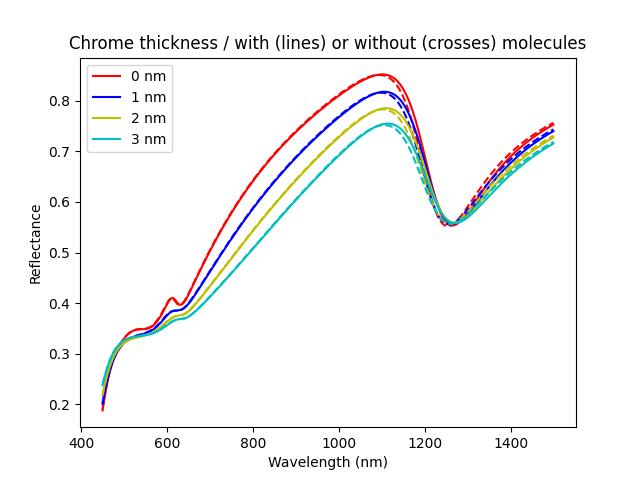 Chrome thickness / with (lines) or without (crosses) molecules
0 nm
1 nm
2 nm
3 nm
0.8
0.7
0.6
0.5
0.4
0.3
0.2
Reflectance
400 600 800 1000 1200 1400
Wavelength (nm)